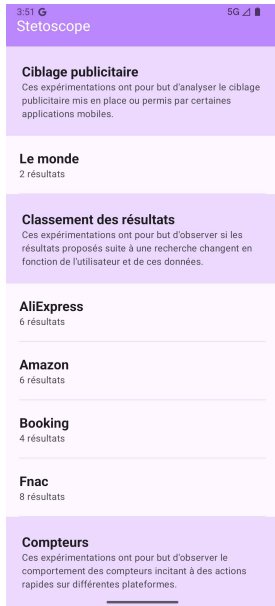 3:51 G 5G
Stetoscope
Ciblage publicitaire
Ces expérimentations ont pour but d'analyser le ciblage
publicitaire mis en place ou permis par certaines
applications mobiles.
Le monde
2 résultats
Classement des résultats
Ces expérimentations ont pour but d'observer si les
résultats proposés suite à une recherche changent en
fonction de l'utilisateur et de ces données.
AliExpress
6 résultats
Amazon
6 résultats
Booking
4 résultats
Fnac
8 résultats
Compteurs
Ces expérimentations ont pour but d'observer le
comportement des compteurs incitant à des actions
rapides sur différentes plateformes.